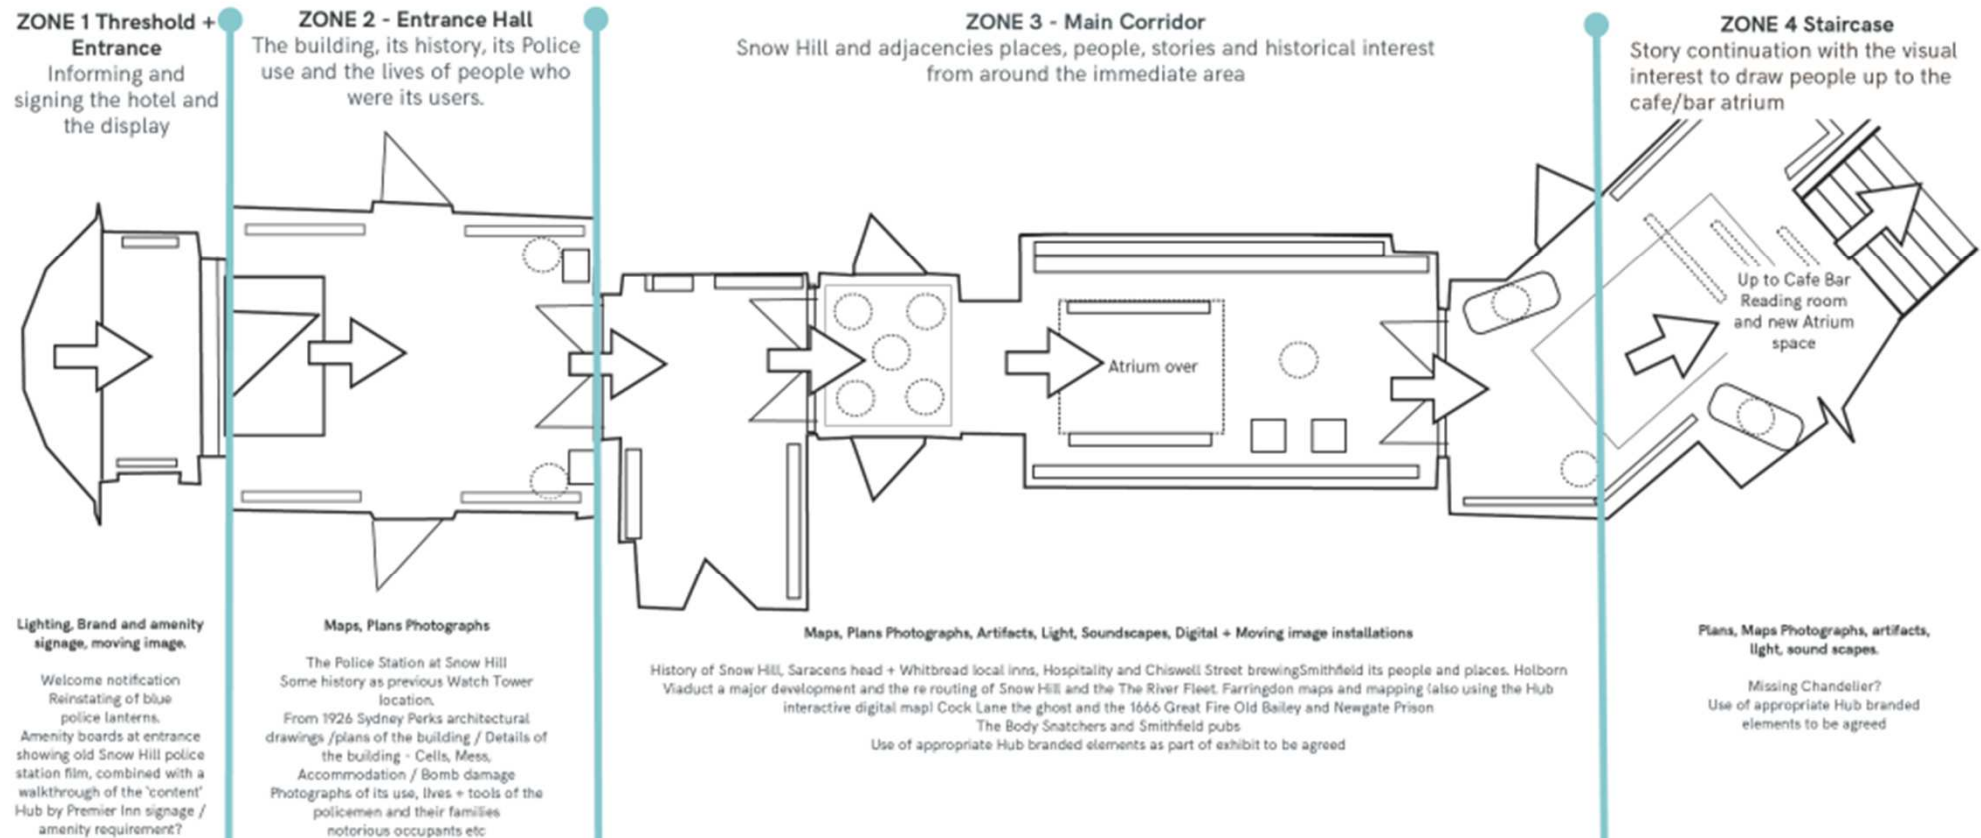 ZONE 1 Threshold +
Entrance
Informing and
signing the hotel and
the display
ZONE 2 - Entrance Hall
The building, its history, its Police
use and the lives of people who
were its users.
ZONE 3 - Main Corridor
Snow Hill and adjacencies places, people, stories and historical interest
from around the immediate area
ZONE 4 Staircase
Story continuation with the visual
interest to draw people up to the
cafe/bar atrium
Atrium over
Up to Cafe Bar
Reading room
and new Atrium
space
Lighting, Brand and amenity
signage, moving image.
Welcome notification
Reinstating of blue
police lanterns.
Amenity boards at entrance
showing old Snow Hill police
station film, combined with a
walkthrough of the 'content'
Hub by Premier Inn signage /
amenity requirement?
Maps, Plans Photographs
The Police Station at Snow Hill
Some history as previous Watch Tower
location.
From 1926 Sydney Perks architectural
drawings /plans of the building / Details of
the building - Cells, Mess,
Accommodation / Bomb damage
Photographs of its use, lives + tools of the
policemen and their families
notorious occupants etc
Maps, Plans Photographs, Artifacts, Light, Soundscapes, Digital + Moving image installations
History of Snow Hill, Saracens head + Whitbread local inns, Hospitality and Chiswell Street brewingSmithfield its people and places. Holborn
Viaduct a major development and the re routing of Snow Hill and the The River Fleet. Farringdon maps and mapping (also using the Hub
interactive digital map) Cock Lane the ghost and the 1666 Great Fire Old Bailey and Newgate Prison
The Body Snatchers and Smithfield pubs
Use of appropriate Hub branded elements as part of exhibit to be agreed
Plans, Maps Photographs, artifacts,
light, sound scapes.
Missing Chandelier?
Use of appropriate Hub branded
elements to be agreed